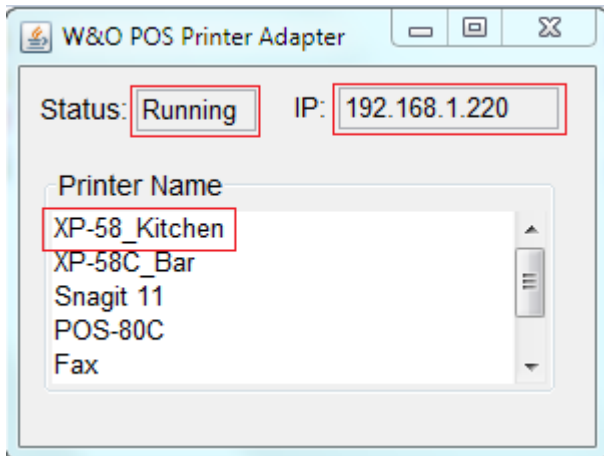 W&O POS Printer Adapter
Status: Running IP: 192.168.1.220
Printer Name
XP-58_Kitchen
XP-58C_Bar
Snagit 11
POS-80C
Fax